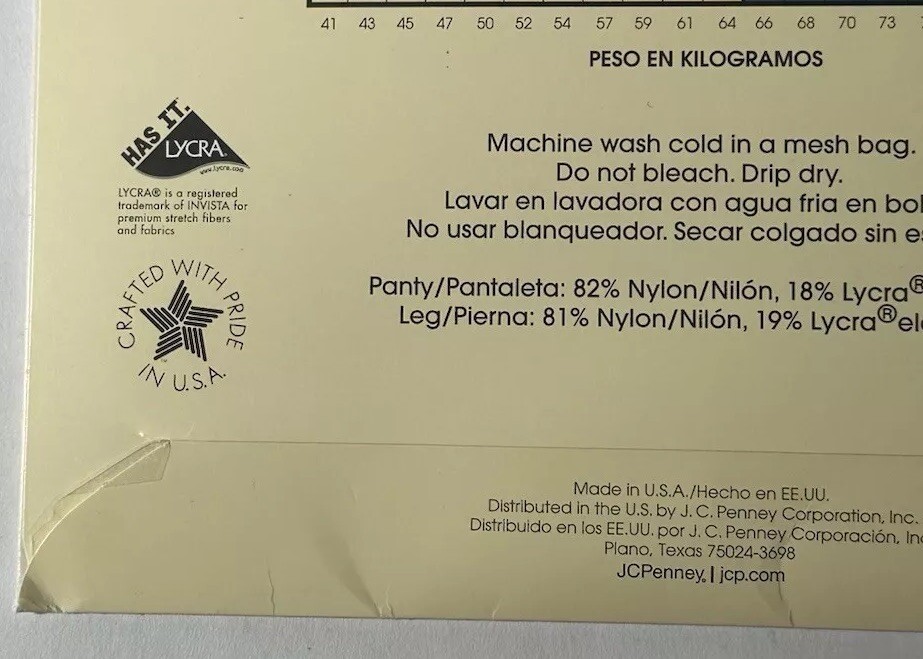 41 43 45 47 50 52 54 57 59 61 64 66 68 70 73
PESO EN KILOGRAMOS
HAS IT.
LYCRA®
www.lycra.com
LYCRA® is a registered
trademark of INVISTA for
premium stretch fibers
and fabrics
CRAFTED WITH PRIDE
IN U.S.A.
TM
Machine wash cold in a mesh bag.
Do not bleach. Drip dry.
Lavar en lavadora con agua fria en
No usar blanqueador. Secar colgado sin
Panty/Pantaleta: 82% Nylon/Nilón, 18% Lycra®
Leg/Pierna: 81% Nylon/Nilón, 19% Lycra®
Made in U.S.A./Hecho en EE.UU.
Distributed in the U.S. by J. C. Penney Corporation, Inc.
Distribuido en los EE.UU. por J. C. Penney Corporación,
Plano, Texas 75024-3698
JCPenney | jcp.com